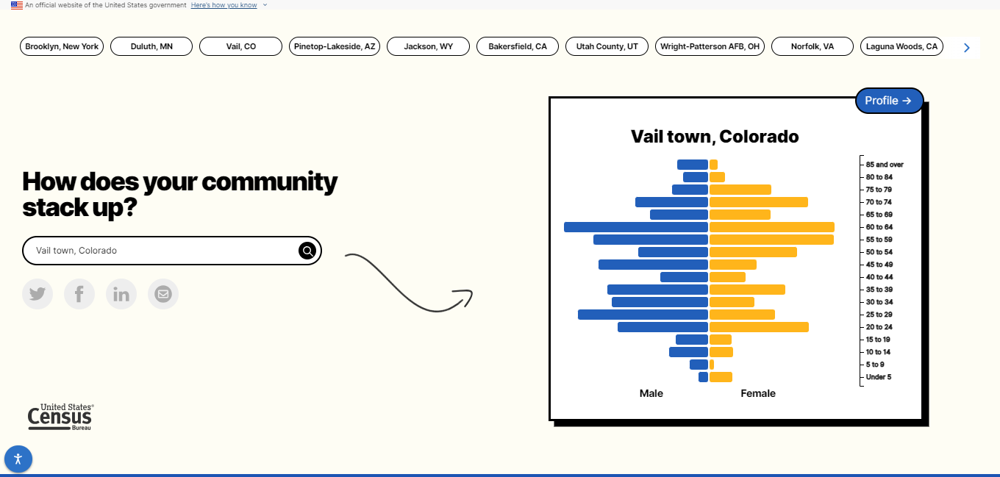 An official website of the United States government Here's how you know
Brooklyn, New York
Duluth, MN
Vail, CO
Pinetop-Lakeside, AZ
Jackson, WY
Bakersfield, CA
Utah County, UT
Wright-Patterson AFB, OH
Norfolk, VA
Laguna Woods, CA
How does your community
stack up?
Vail town, Colorado
United States®
Census
Bureau
Profile →
Vail town, Colorado
85 and over
80 to 84
75 to 79
70 to 74
65 to 69
60 to 64
55 to 59
50 to 54
45 to 49
40 to 44
35 to 39
30 to 34
25 to 29
20 to 24
15 to 19
10 to 14
5 to 9
Under 5
Male Female